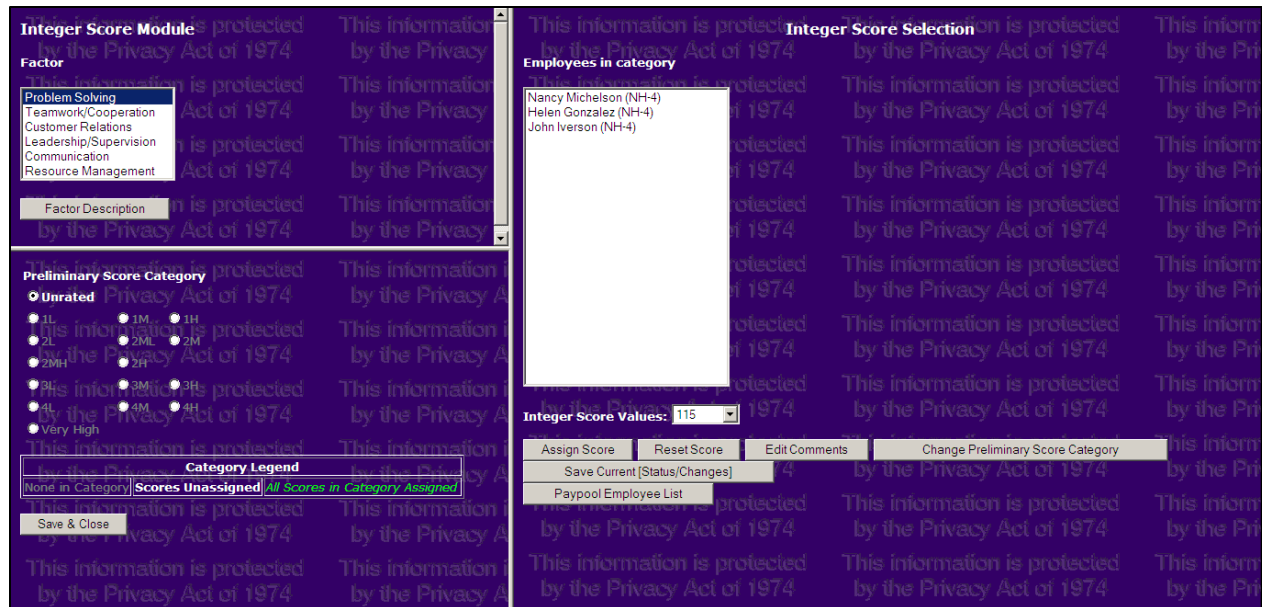 Integer Score Module
Factor
Problem Solving
Teamwork/Cooperation
Customer Relations
Leadership/Supervision
Communication
Resource Management
Factor Description
Preliminary Score Category
Unrated
1L 1M 1H
2L 2ML 2M
2MH 2H
3L 3M 3H
4L 4M 4H
Very High
Category Legend
None in Category Scores Unassigned All Scores in Category Assigned
Save & Close
Integer Score Selection
Employees in category
Nancy Michelson (NH-4)
Helen Gonzalez (NH-4)
John Iverson (NH-4)
Integer Score Values: 115
Assign Score Reset Score Edit Comments Change Preliminary Score Category
Save Current [Status/Changes]
Paypool Employee List
This information is protected
by the Privacy Act of 1974